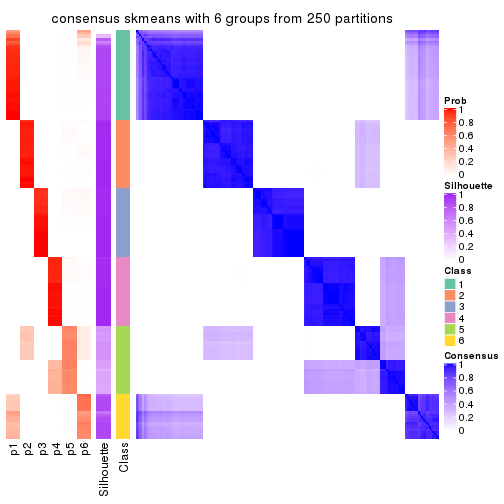 consensus skmeans with 6 groups from 250 partitions
Prob
1
0.8
0.6
0.4
0.2
0
Silhouette
1
0.8
0.6
0.4
0.2
0
Class
1
2
3
4
5
6
Consensus
1
0.8
0.6
0.4
0.2
0
p1
p2
p3
p4
p5
p6
Silhouette
Class